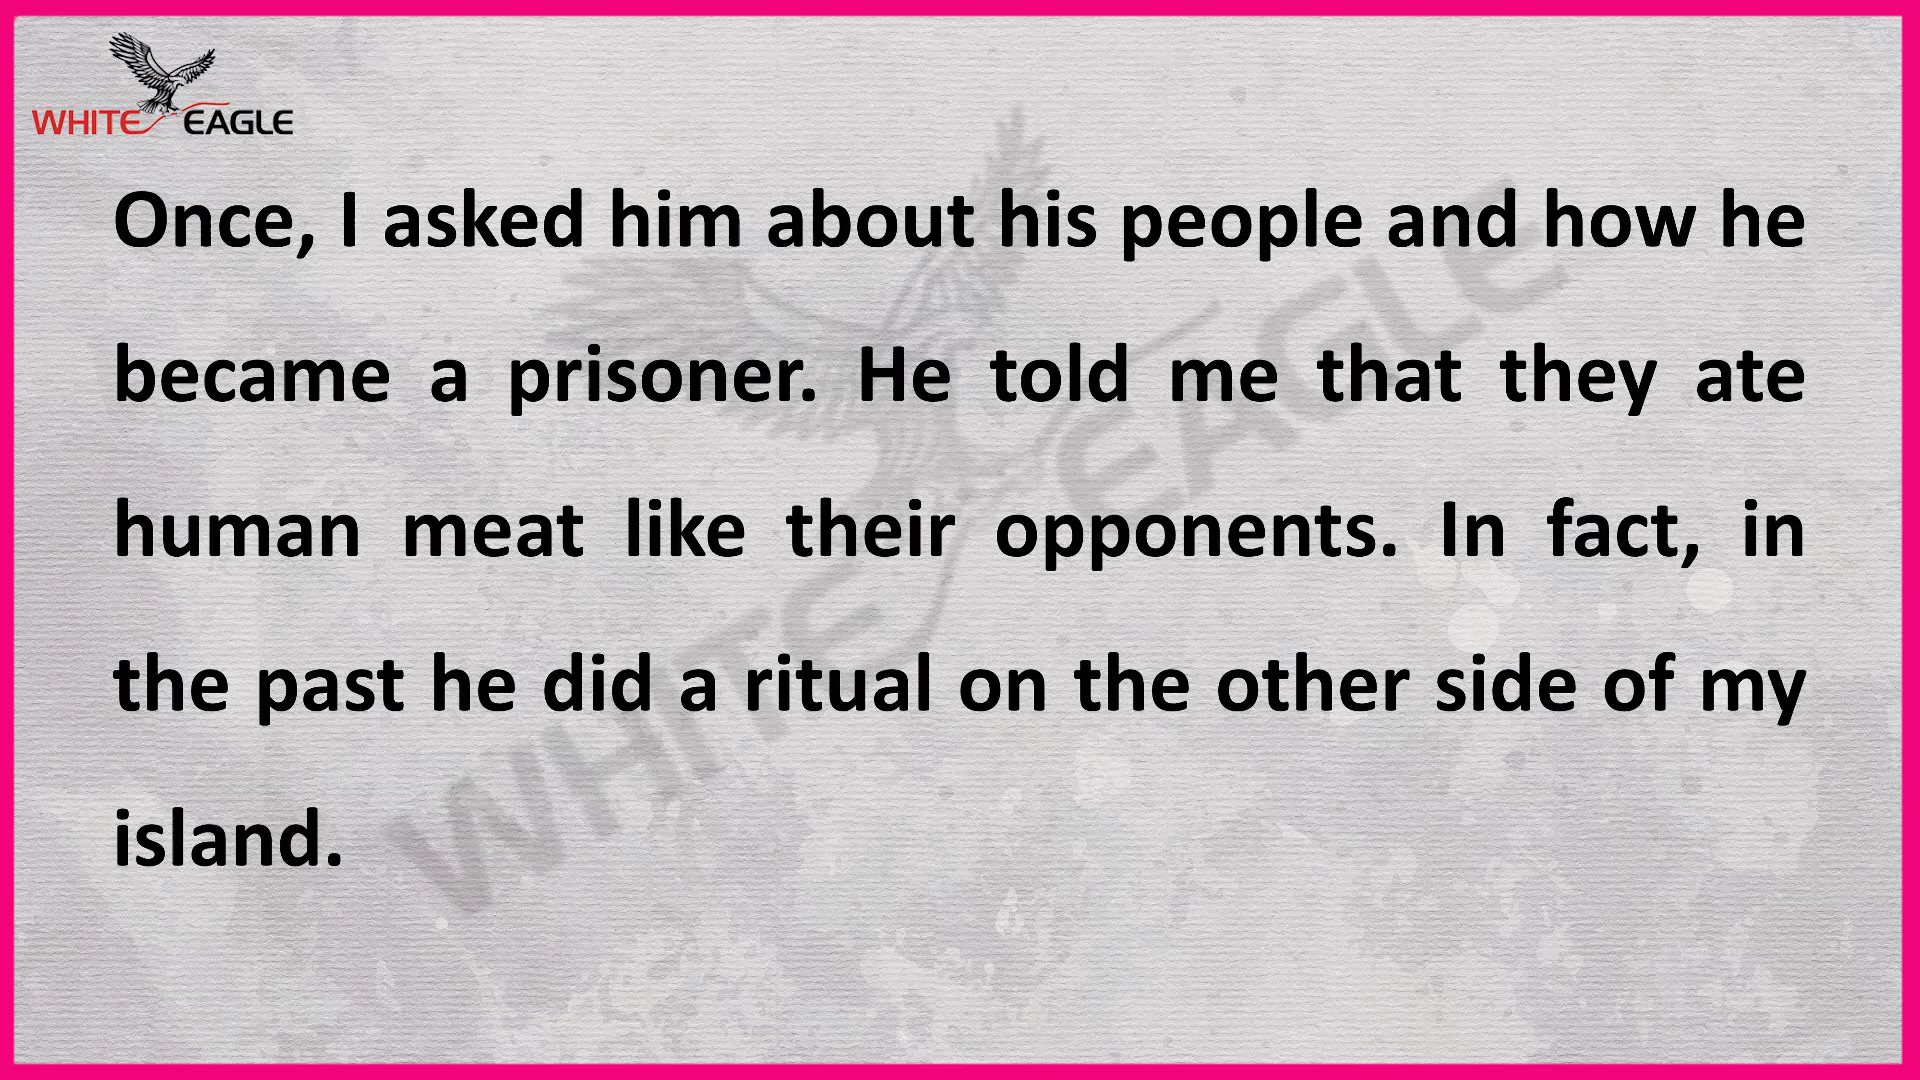 WHITE EAGLE
Once, I asked him about his people and how he
became a prisoner. He told me that they ate
human meat like their opponents. In fact, in
the past he did a ritual on the other side of my
island.
WHITE EAGLE